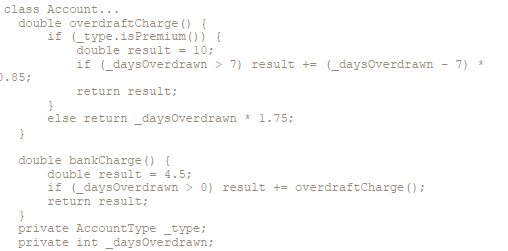 class Account...
double overdraftCharge() {
if (_type.isPremium()) {
double result = 10;
if (_daysOverdrawn > 7) result += (_daysOverdrawn - 7) *
0.85;
return result;
}
else return _daysOverdrawn * 1.75;
}
double bankCharge() {
double result = 4.5;
if (_daysOverdrawn > 0) result += overdraftCharge();
return result;
}
private AccountType _type;
private int _daysOverdrawn;